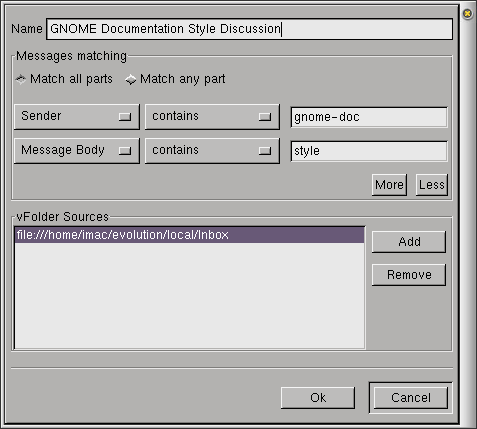 Name GNOME Documentation Style Discussion
Messages matching
Match all parts Match any part
Sender contains gnome-doc
Message Body contains style
More Less
vFolder Sources
file:///home/imac/evolution/local/Inbox
Add
Remove
Ok Cancel